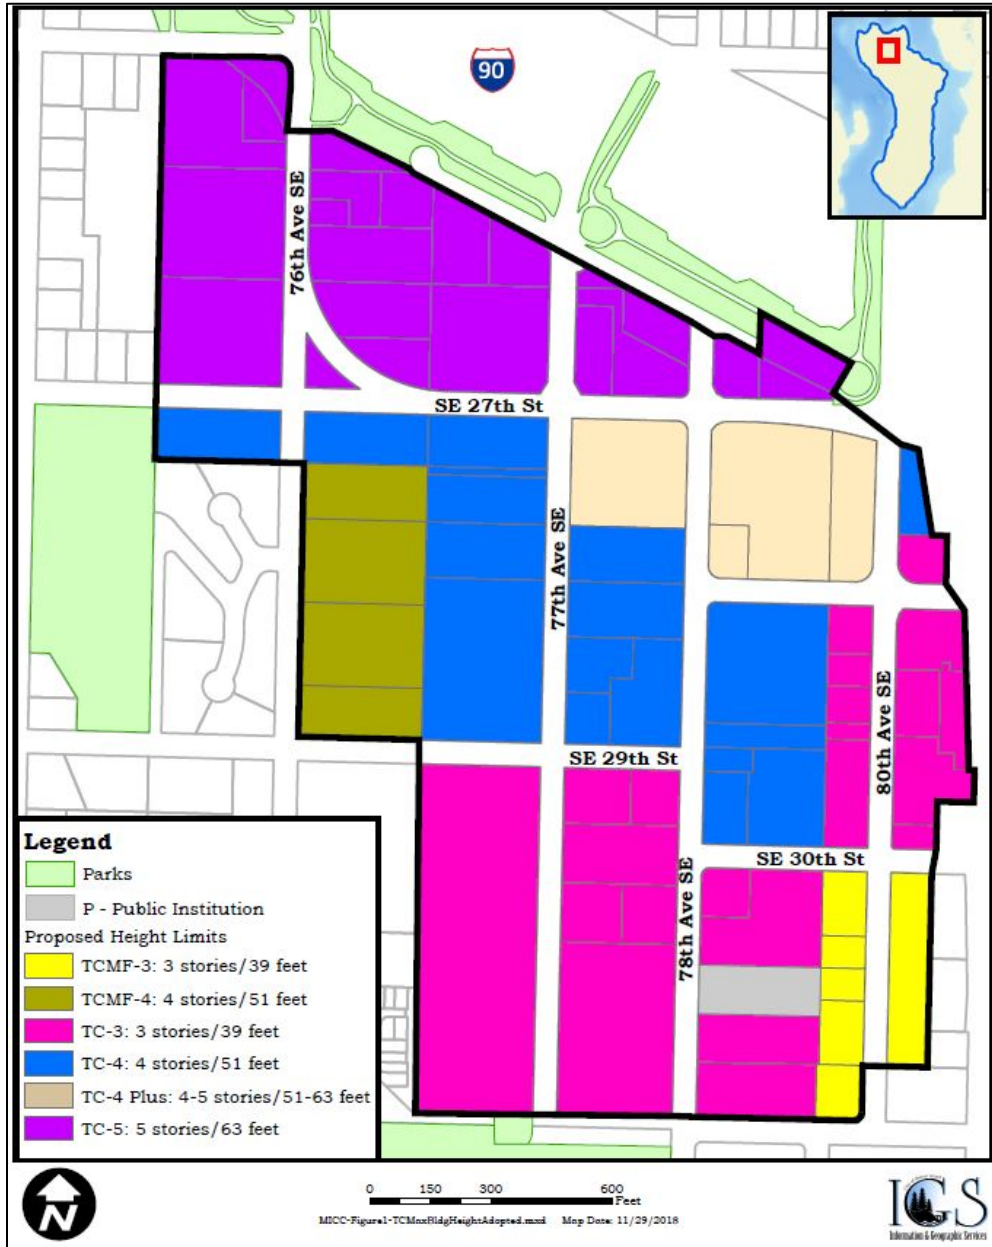 90
76th Ave SE
SE 27th St
77th Ave SE
80th Ave SE
SE 29th St
SE 30th St
78th Ave SE
Legend
Parks
P - Public Institution
Proposed Height Limits
TCMF-3: 3 stories/39 feet
TCMF-4: 4 stories/51 feet
TC-3: 3 stories/39 feet
TC-4: 4 stories/51 feet
TC-4 Plus: 4-5 stories/51-63 feet
TC-5: 5 stories/63 feet
N
0 150 300 600
Feet
MICC-Figure1-TCMaxBldgHeightAdopted.mxd Map Date: 11/29/2018
IGS
Information & Geographic Services